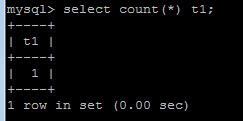 mysql> select count(*) t1;
+----+
| t1 |
+----+
|  1 |
+----+
1 row in set (0.00 sec)